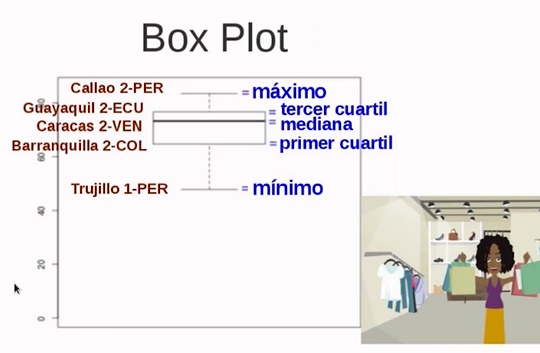 Box Plot
Callao 2-PER = máximo
Guayaquil 2-ECU = tercer cuartil
Caracas 2-VEN = mediana
Barranquilla 2-COL = primer cuartil
60
Trujillo 1-PER = mínimo
40
20
0